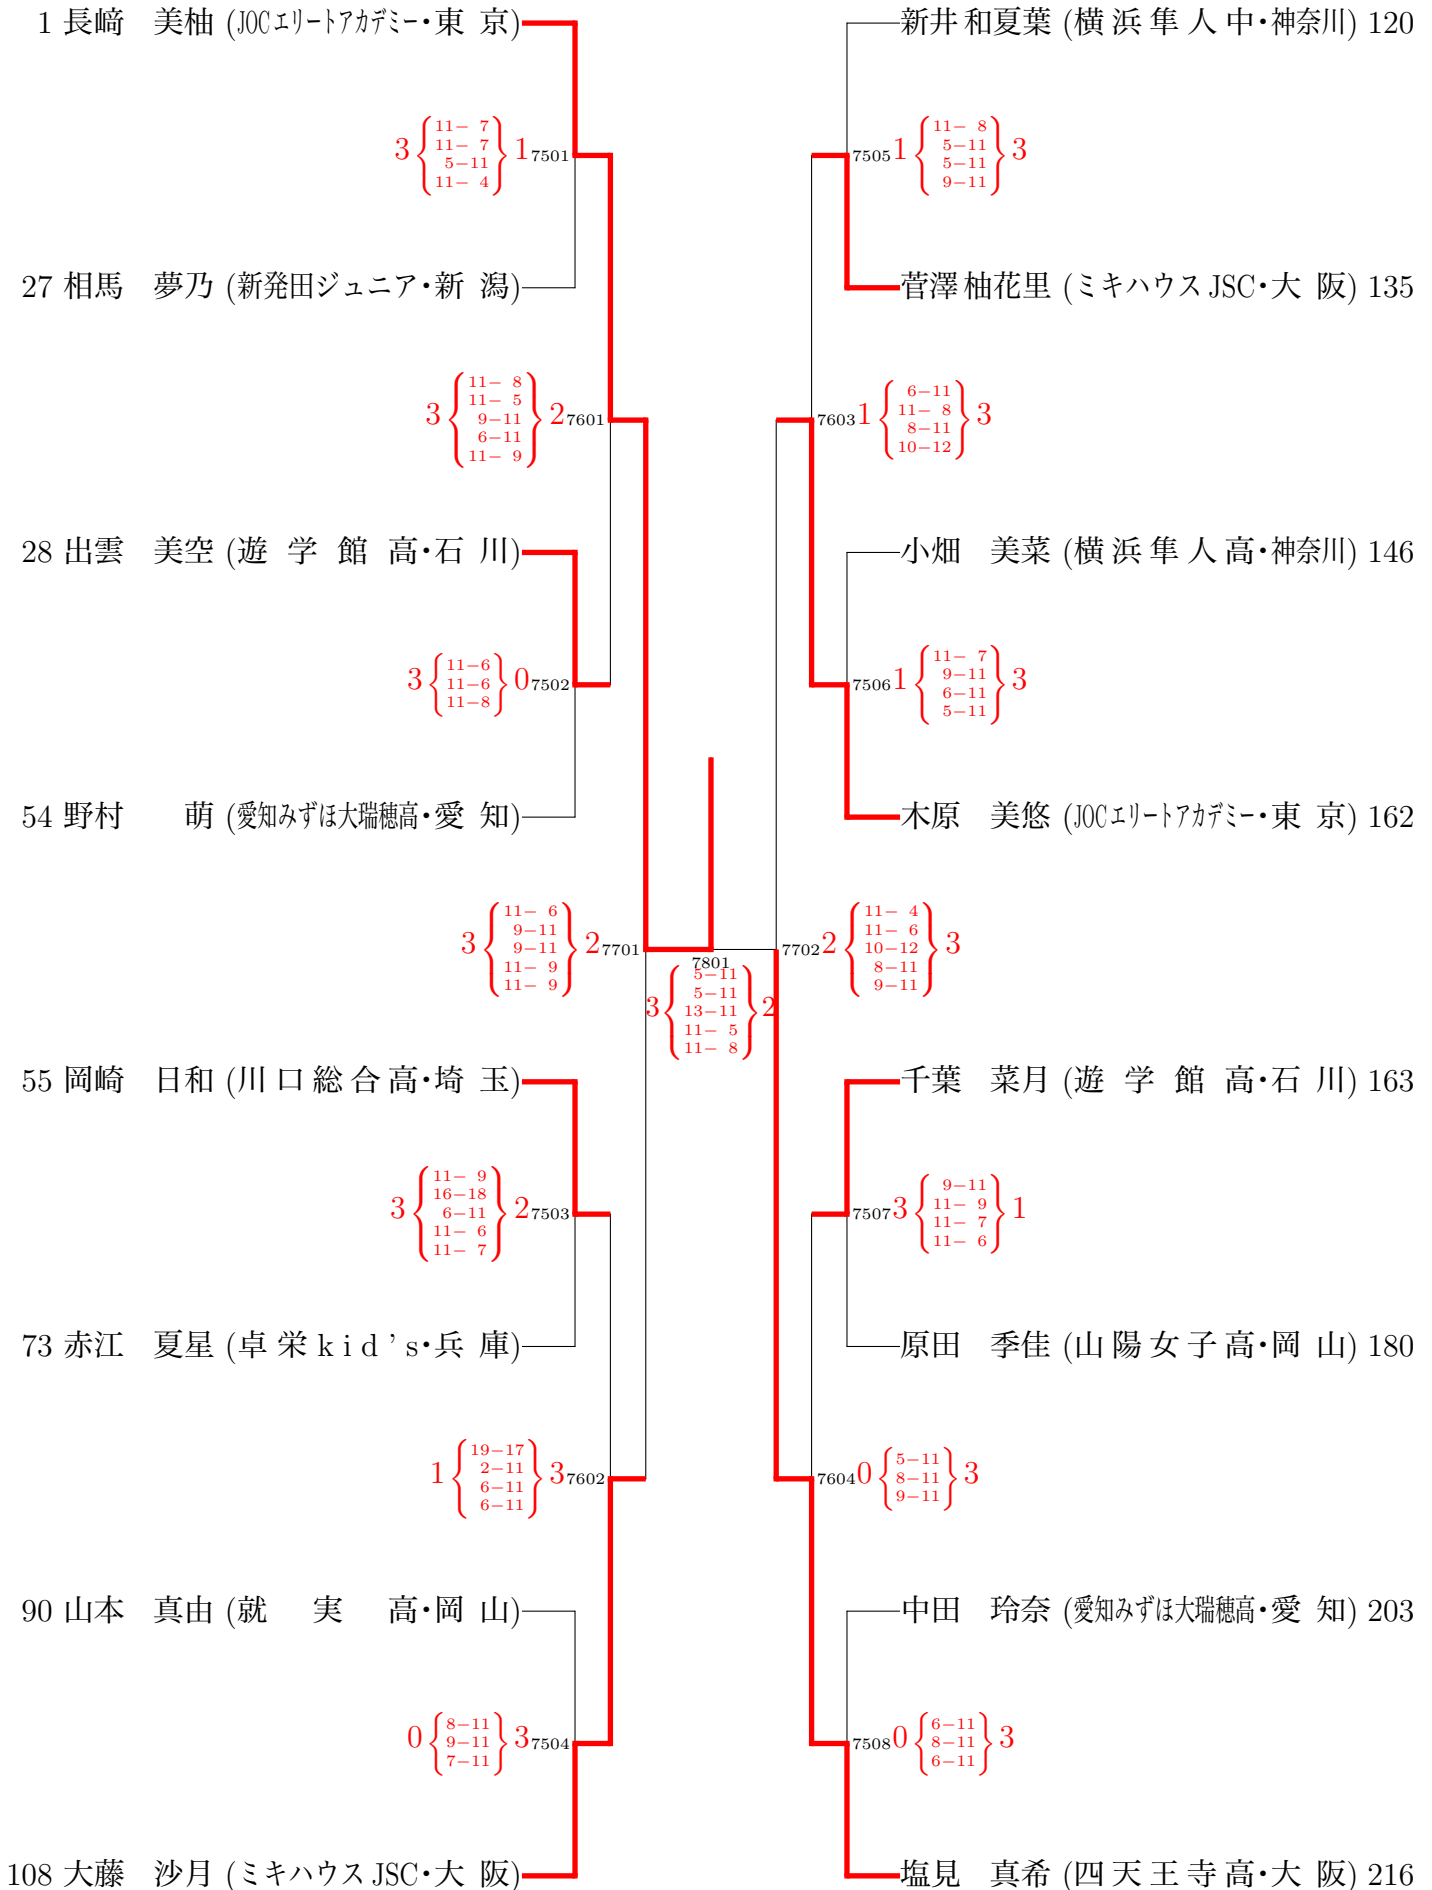 1 長﨑　美柚 (JOCエリートアカデミー・東 京)
新井 和夏葉 (横 浜 隼 人 中・神奈川) 120
3 1 7501
11− 7
11− 7
5−11
11− 4
7505 1 3
11− 8
5−11
5−11
9−11
27 相馬　夢乃 (新発田ジュニア・新 潟)
菅澤 柚花里 (ミキハウス JSC・大 阪) 135
3 2 7601
11− 8
11− 5
9−11
6−11
11− 9
7603 1 3
6−11
11− 8
8−11
10−12
28 出雲　美空 (遊 学 館 高・石 川)
小畑　美菜 (横 浜 隼 人 高・神奈川) 146
3 0 7502
11−6
11−6
11−8
7506 1 3
11− 7
9−11
6−11
5−11
54 野村　　萌 (愛知みずほ大瑞穂高・愛 知)
木原　美悠 (JOCエリートアカデミー・東 京) 162
3 2 7701
11− 6
9−11
9−11
11− 9
11− 9
7702 2 3
11− 4
11− 6
10−12
8−11
9−11
7801
3 2
5−11
5−11
13−11
11− 5
11− 8
55 岡崎　日和 (川 口 総 合 高・埼 玉)
千葉　菜月 (遊 学 館 高・石 川) 163
3 2 7503
11− 9
16−18
6−11
11− 6
11− 7
7507 3 1
9−11
11− 9
11− 7
11− 6
73 赤江　夏星 (卓 栄 k i d ' s・兵 庫)
原田　季佳 (山 陽 女 子 高・岡 山) 180
1 3 7602
19−17
2−11
6−11
6−11
7604 0 3
5−11
8−11
9−11
90 山本　真由 (就 実 高・岡 山)
中田　玲奈 (愛知みずほ大瑞穂高・愛 知) 203
0 3 7504
8−11
9−11
7−11
7508 0 3
6−11
8−11
6−11
108 大藤　沙月 (ミキハウス JSC・大 阪)
塩見　真希 (四 天 王 寺 高・大 阪) 216